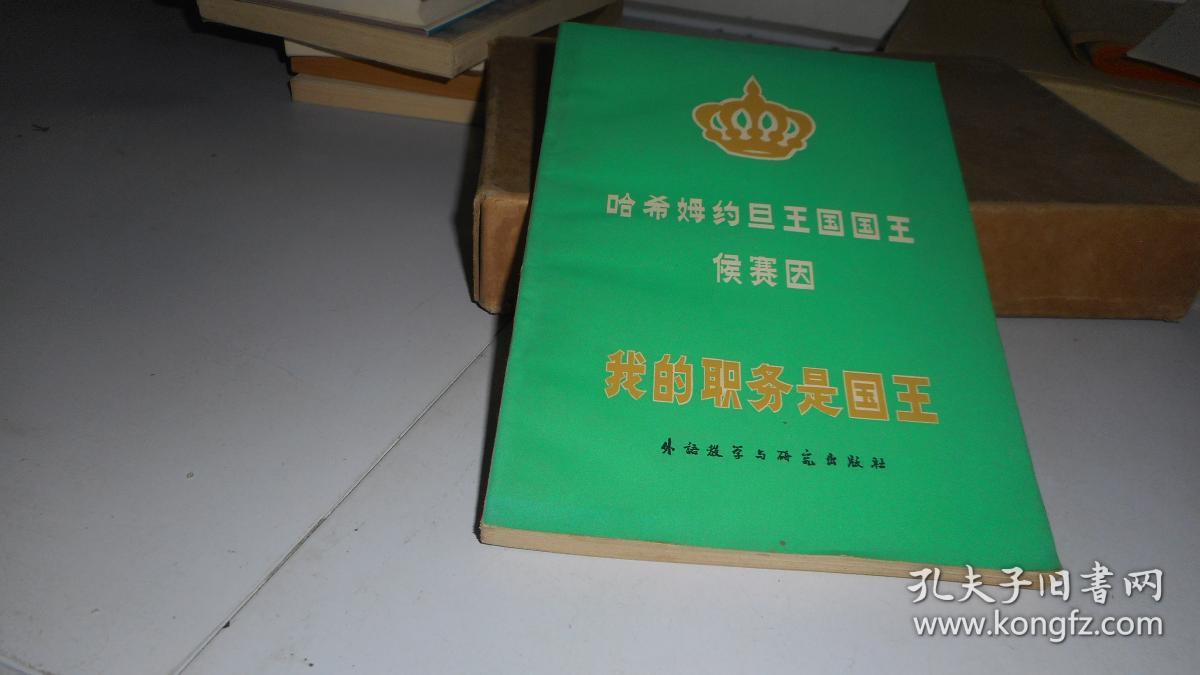 哈希姆约旦王国国王
侯赛因
我的职务是国王
外語教学与研究出版社
孔夫子旧书网
www.kongfz.com